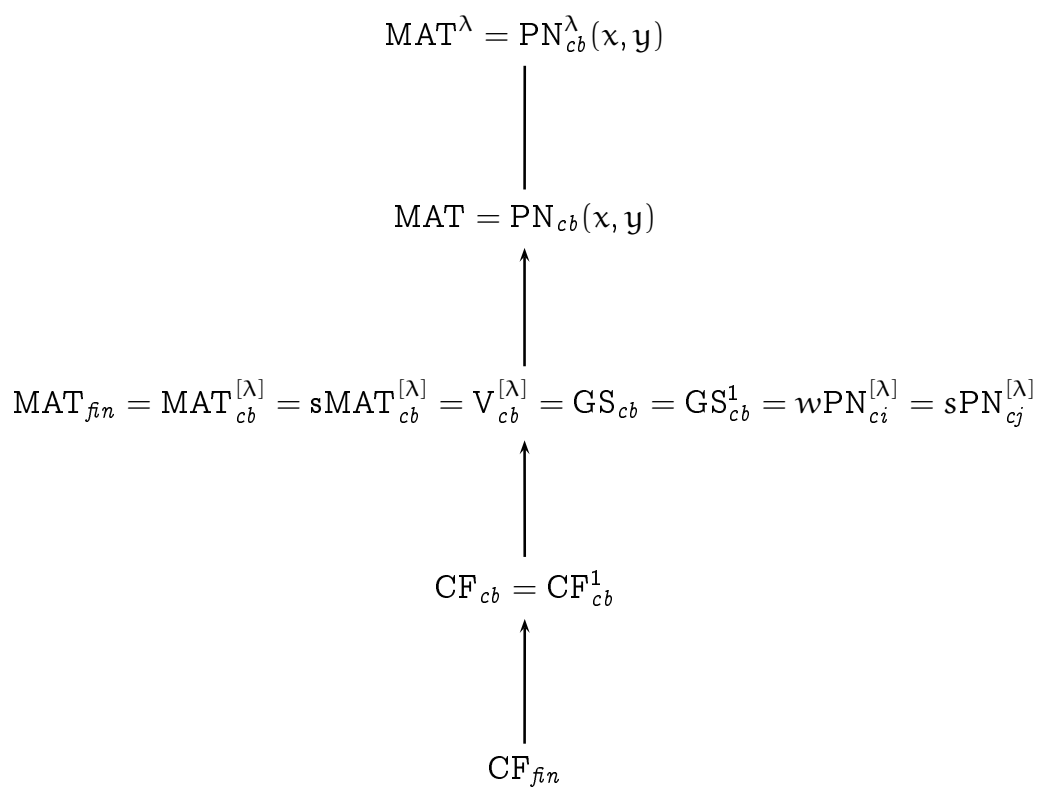 MAT^λ = PN^λ_cb(x, y)
MAT = PN_cb(x, y)
MAT_fin = MAT^[λ]_cb = sMAT^[λ]_cb = V^[λ]_cb = GS_cb = GS^1_cb = wPN^[λ]_ci = sPN^[λ]_cj
CF_cb = CF^1_cb
CF_fin